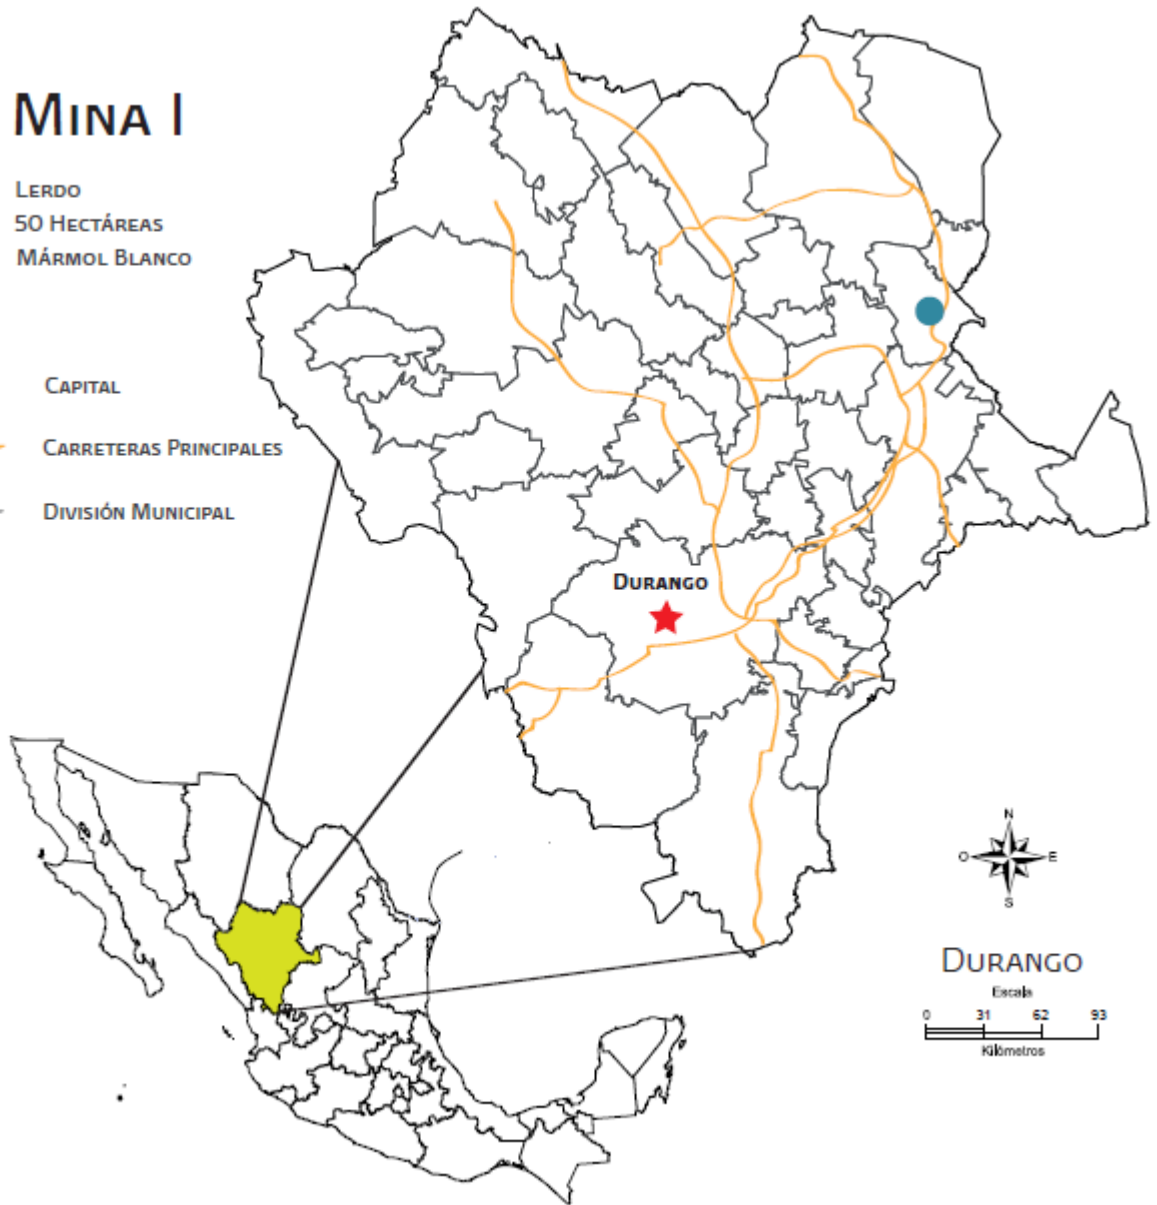 Mina I
Lerdo
50 Hectáreas
Mármol Blanco
Capital
Carreteras Principales
División Municipal
Durango
N
O E
S
Durango
Escala
0 31 62 93
Kilómetros